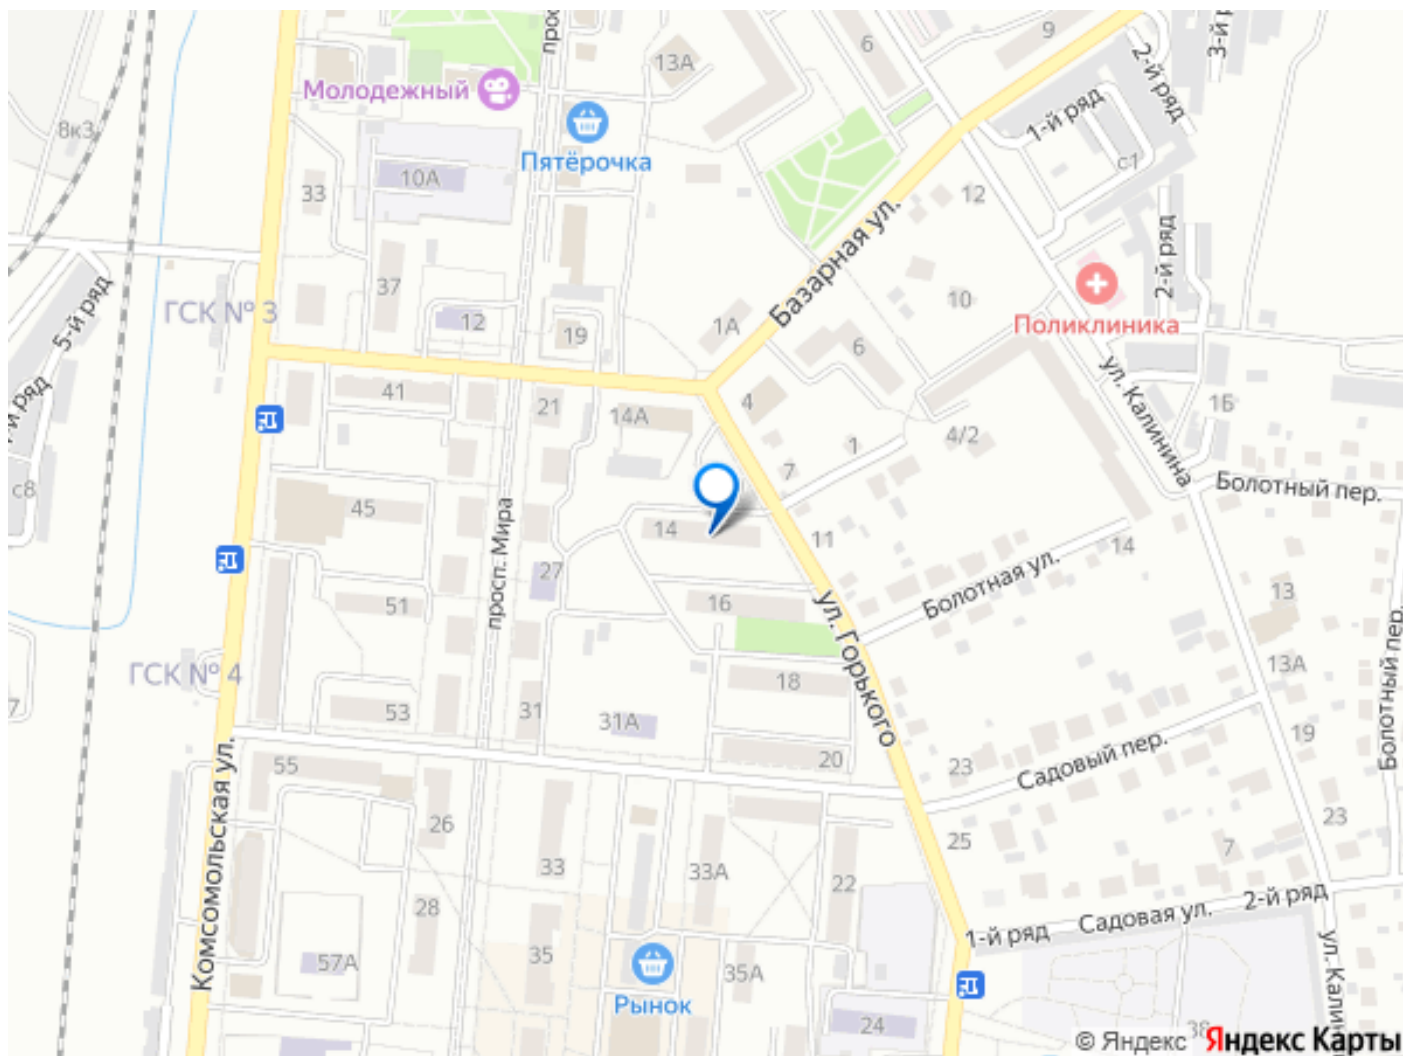 прос
6
9
2-й ряд
3-й р
13А
Молодежный
8к3
1-й ряд
Пятёрочка
с1
10А
33
12
Базарная ул.
2-й ряд
5-й ряд
37
ГСК № 3
12
19
1А
10
Поликлиника
6
ул. Калинина
41
21
14А
4
1Б
й ряд
4/2
1
7
с8
45
просп. Мира
14
11
Болотный пер.
14
27
Болотная ул.
51
16
ул. Горького
13
13А
Болотный пер.
ГСК № 4
18
7
53
31
31А
19
20
23
Садовый пер.
55
Комсомольская ул.
26
23
25
7
33
33А
22
28
2-й ряд
Садовая ул.
1-й ряд
ул. Калин
57А
35
35А
Рынок
24
38
© Яндекс Яндекс Карты